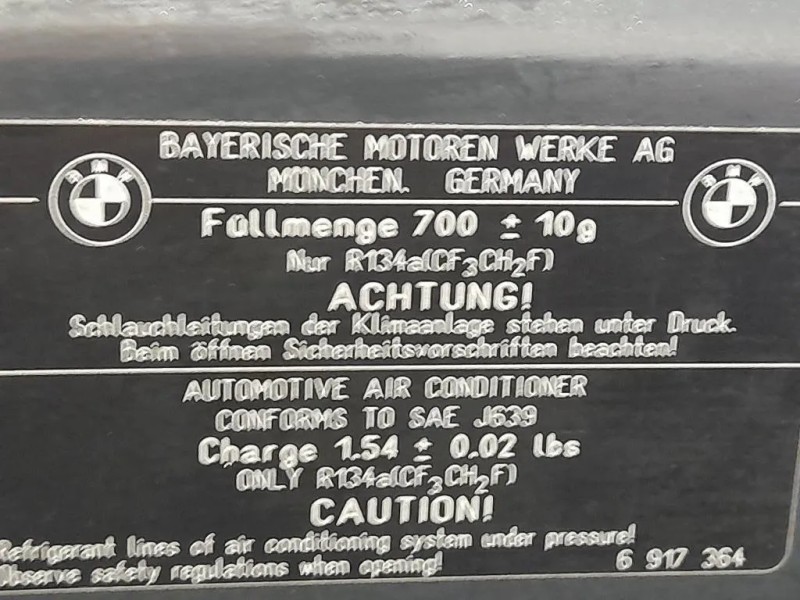 BAYERISCHE MOTOREN WERKE AG
MÜNCHEN, GERMANY
BMW
BMW
Füllmenge 700 ± 10g
Nur R134a(CF₃CH₂F)
ACHTUNG!
Schlauchleitungen der Klimaanlage stehen unter Druck.
Beim öffnen Sicherheitsvorschriften beachten!
AUTOMOTIVE AIR CONDITIONER
CONFORMS TO SAE J639
Charge 1.54 ± 0.02 lbs
ONLY R134a(CF₃CH₂F)
CAUTION!
Refrigerant lines of air conditioning system under pressure!
Observe safety regulations when opening!
6 917 364